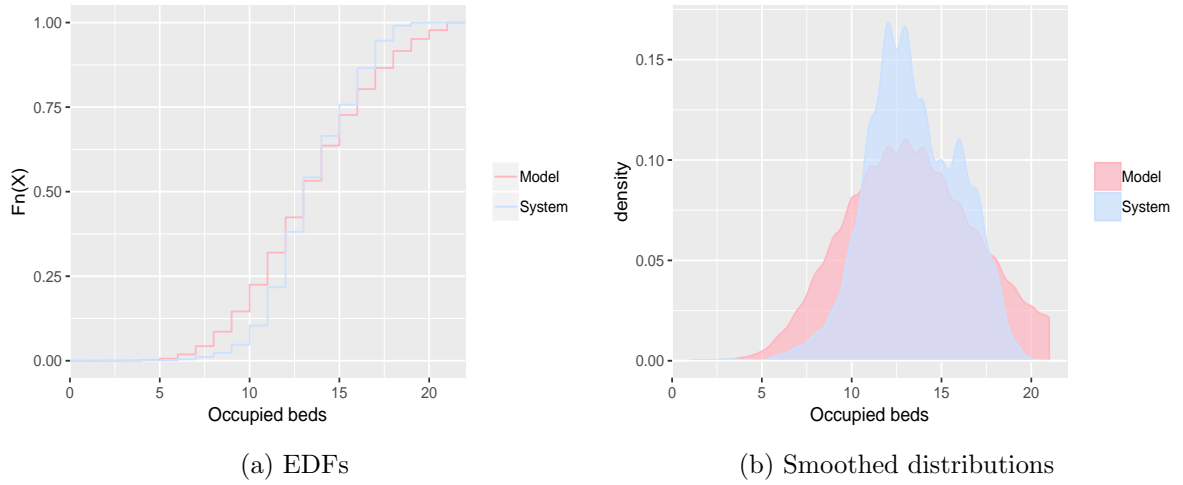 1.00
0.75
0.50
0.25
0.00
Fn(X)
0
5
10
15
20
Occupied beds
Model
System
(a) EDFs
0.15
0.10
0.05
0.00
density
0
5
10
15
20
Occupied beds
Model
System
(b) Smoothed distributions